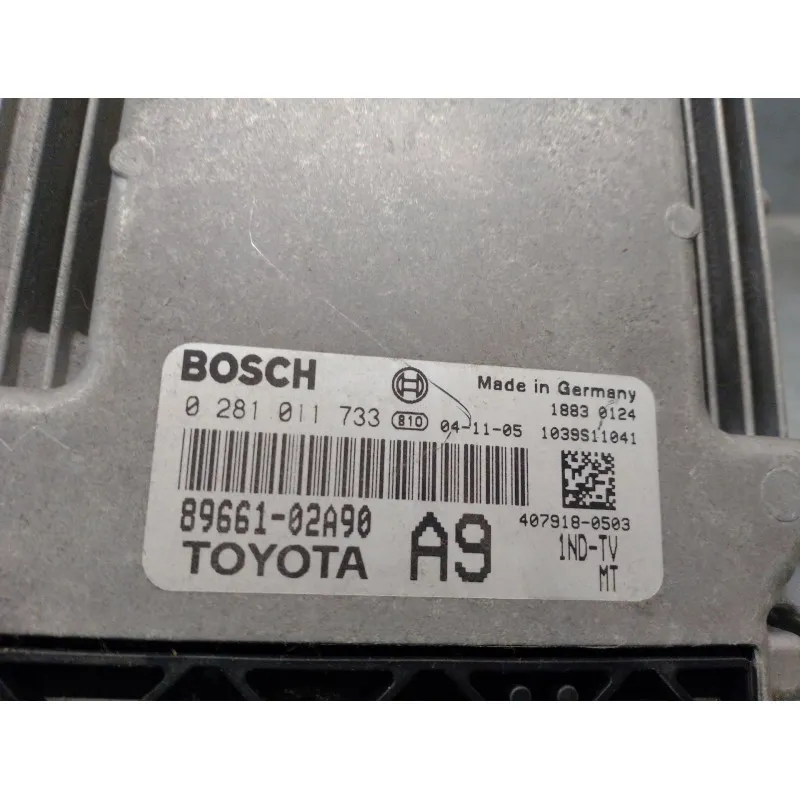 BOSCH
Made in Germany
0 281 011 733 810 04-11-05
1883 0124
1039S11041
89661-02A90
TOYOTA
A9
407918-0503
1ND-TV
MT